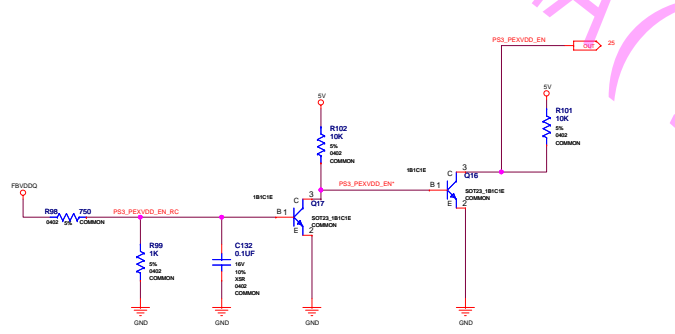 PS3_PEXVDD_EN
OUT
25
5V
R101
10K
5%
0402
COMMON
5V
R102
10K
5%
0402
COMMON
1B1C1E
C
3
Q16
B
1
SOT23_1B1C1E
COMMON
E
2
PS3_PEXVDD_EN*
FBVDDQ
1B1C1E
C
3
Q17
B
1
SOT23_1B1C1E
COMMON
E
2
R98
750
0402
5%
COMMON
PS3_PEXVDD_EN_RC
R99
1K
5%
0402
COMMON
C132
0.1UF
16V
10%
X5R
0402
COMMON
GND
GND
GND
GND